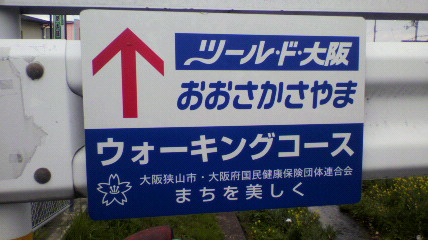 ツール・ド・大阪
おおさかさやま
ウォーキングコース
大阪狭山市・大阪府国民健康保険団体連合会
まちを美しく